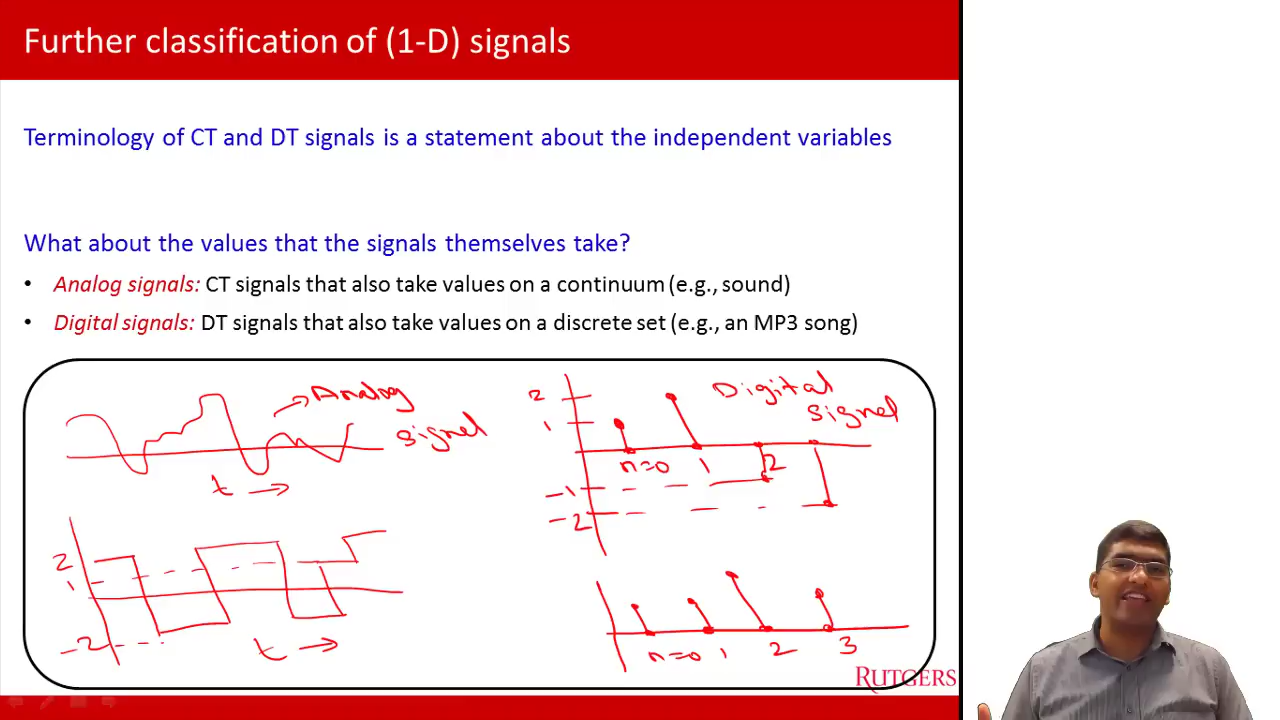 Further classification of (1-D) signals
Terminology of CT and DT signals is a statement about the independent variables
What about the values that the signals themselves take?
• Analog signals: CT signals that also take values on a continuum (e.g., sound)
• Digital signals: DT signals that also take values on a discrete set (e.g., an MP3 song)
Analog
signal
t
2
1
-2
t
Digital
signal
2
1
n=0 1 2
-1
-2
n=0 1 2 3
RUTGERS